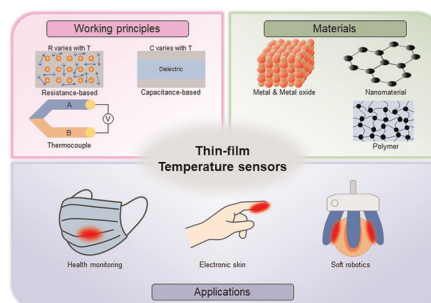 Working principles
R varies with T
C varies with T
Dielectric
Resistance-based
Capacitance-based
A
B
V
Thermocouple
Materials
Metal & Metal oxide
Nanomaterial
Polymer
Thin-film
Temperature sensors
Health monitoring
Electronic skin
Soft robotics
Applications